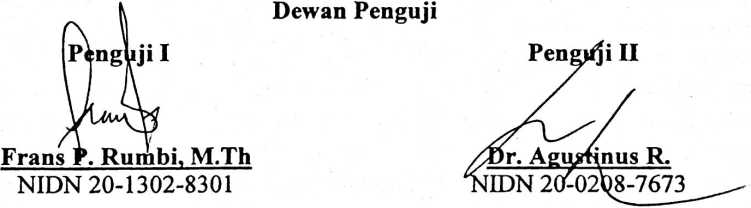 Dewan Penguji
Penguji I
Penguji II
Frans P. Rumbi, M.Th
Dr. Agustinus R.
NIDN 20-1302-8301
NIDN 20-0208-7673